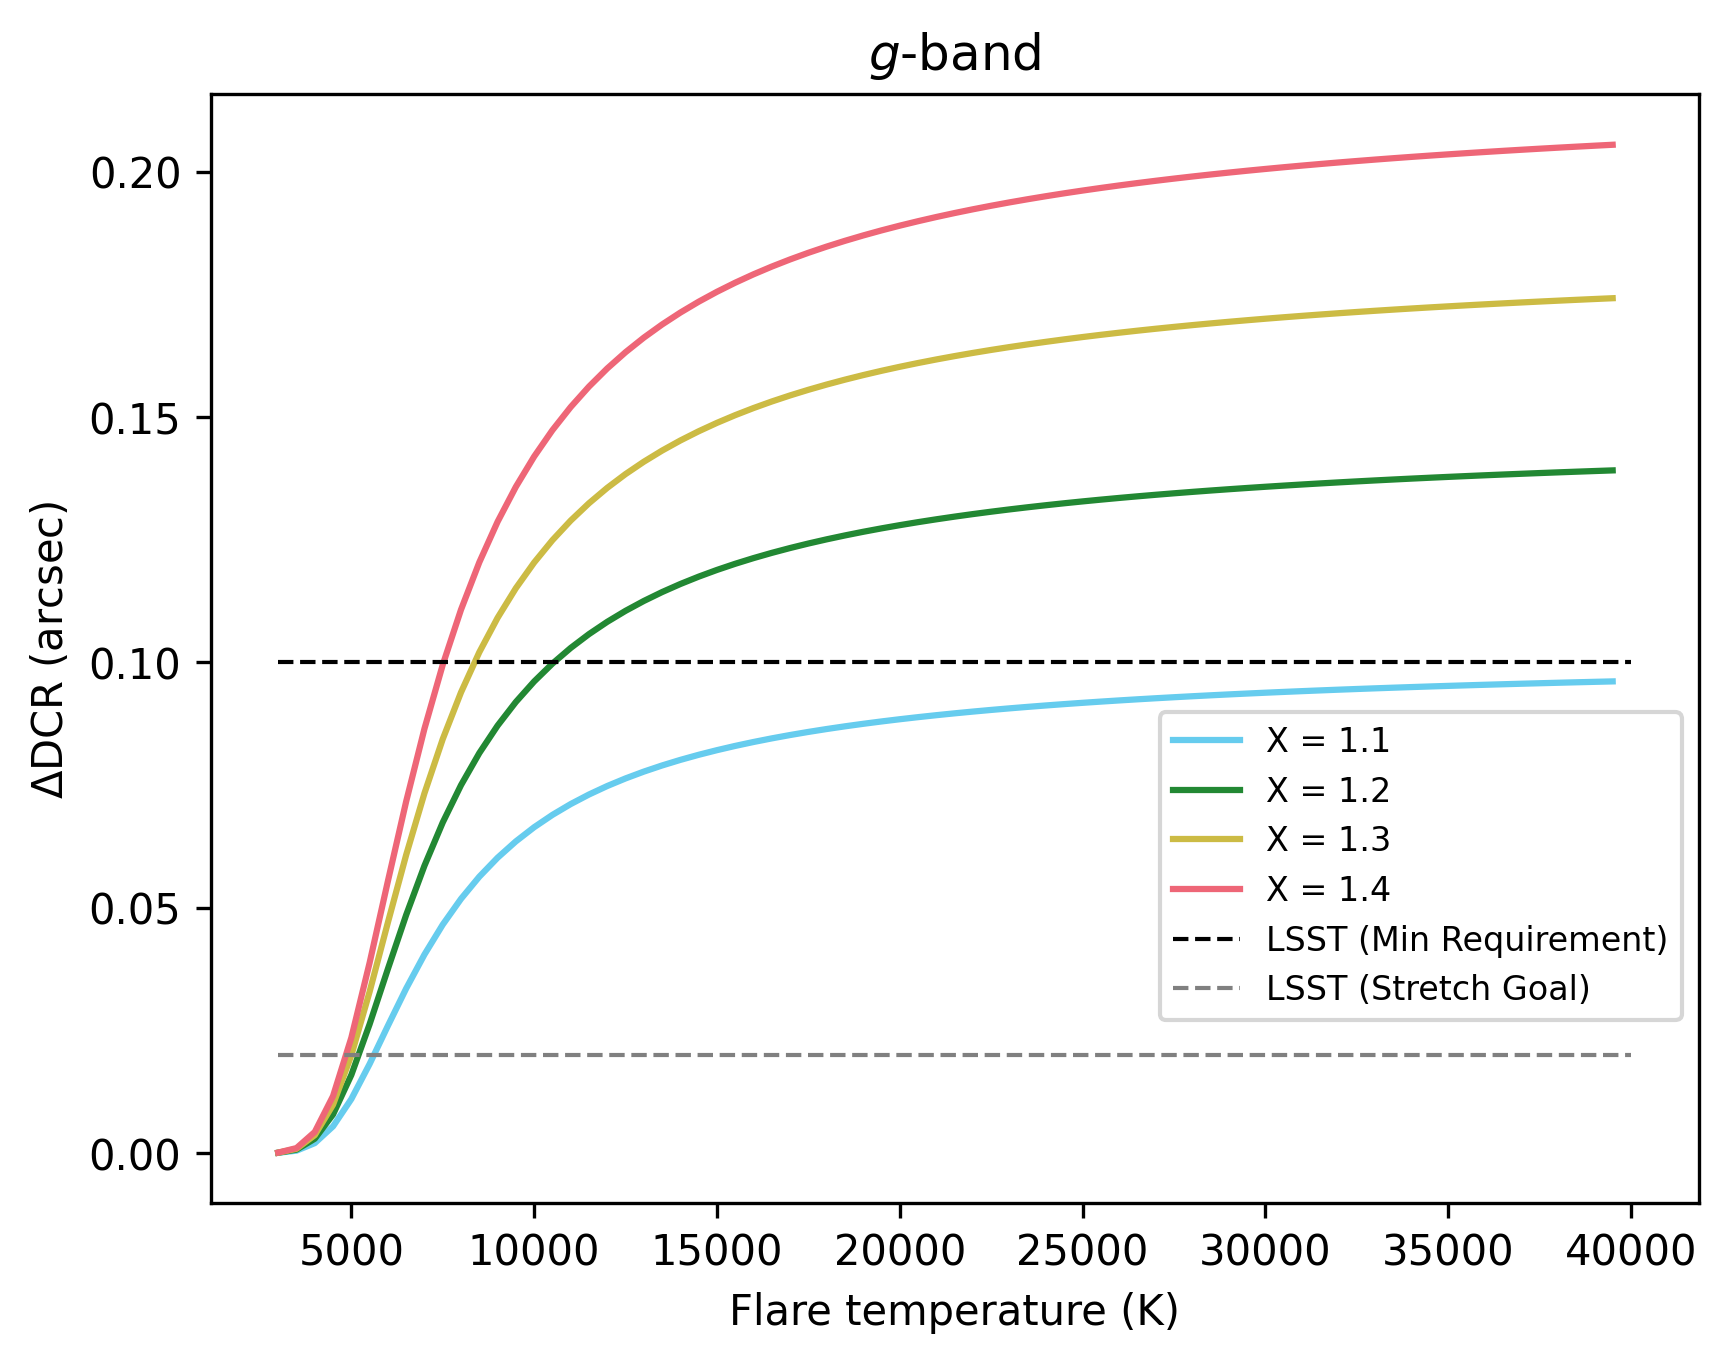 g-band
0.20
0.15
0.10
0.05
0.00
ΔDCR (arcsec)
X = 1.1
X = 1.2
X = 1.3
X = 1.4
LSST (Min Requirement)
LSST (Stretch Goal)
5000 10000 15000 20000 25000 30000 35000 40000
Flare temperature (K)